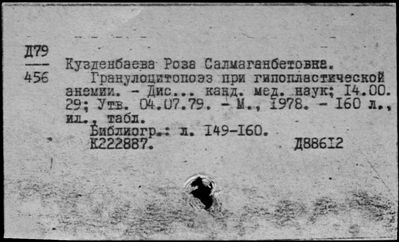 Д79
456
Кузденбаева Роза Салмаганбетовна.
Гранулоцитопоэз при гипопластической
анемии. - Дис... канд. мед. наук; 14.00.
29; Утв. 04.07.79. - М., 1978. - 160 л.,
ил., табл.
Библиогр.: л. 149-160.
К222887. Д88612